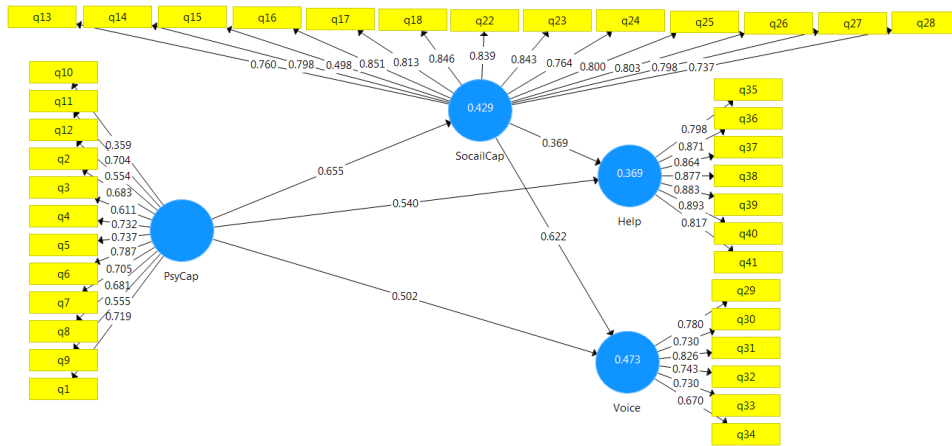 q13 q14 q15 q16 q17 q18 q22 q23 q24 q25 q26 q27 q28
0.760 0.798 0.498 0.851 0.813 0.846 0.839 0.843 0.764 0.800 0.803 0.798 0.737
0.429
SocailCap
q10
q11
q12
q2
q3
q4
q5
q6
q7
q8
q9
q1
0.359
0.704
0.554
0.683
0.611
0.732
0.737
0.787
0.705
0.681
0.555
0.719
PsyCap
0.655
0.369
0.540
0.622
0.502
0.369
Help
0.798
0.871
0.864
0.877
0.883
0.893
0.817
q35
q36
q37
q38
q39
q40
q41
0.473
Voice
0.780
0.730
0.826
0.743
0.730
0.670
q29
q30
q31
q32
q33
q34